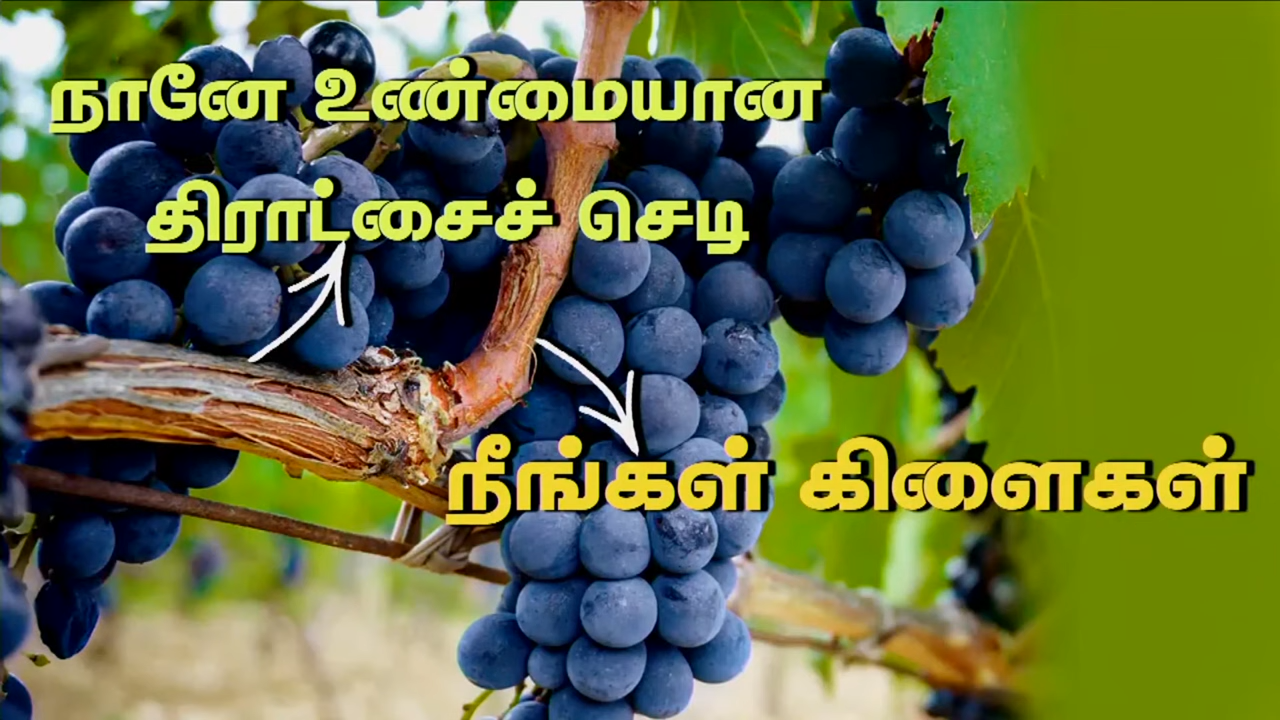 நானே உண்மையான
திராட்சைச் செடி
நீங்கள் கிளைகள்